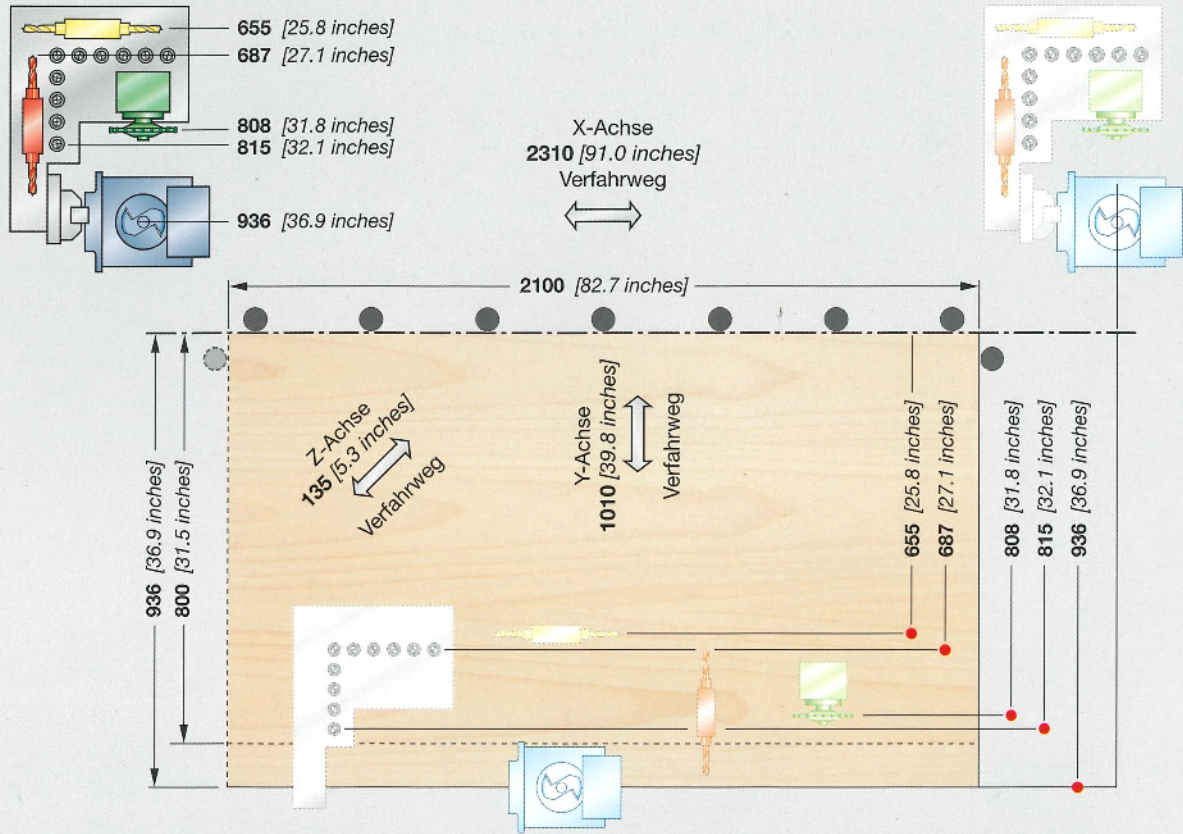 655 [25.8 inches]
687 [27.1 inches]
808 [31.8 inches]
815 [32.1 inches]
936 [36.9 inches]
X-Achse
2310 [91.0 inches]
Verfahrweg
2100 [82.7 inches]
Z-Achse
135 [5.3 inches]
Verfahrweg
Y-Achse
1010 [39.8 inches]
Verfahrweg
936 [36.9 inches]
800 [31.5 inches]
655 [25.8 inches]
687 [27.1 inches]
808 [31.8 inches]
815 [32.1 inches]
936 [36.9 inches]